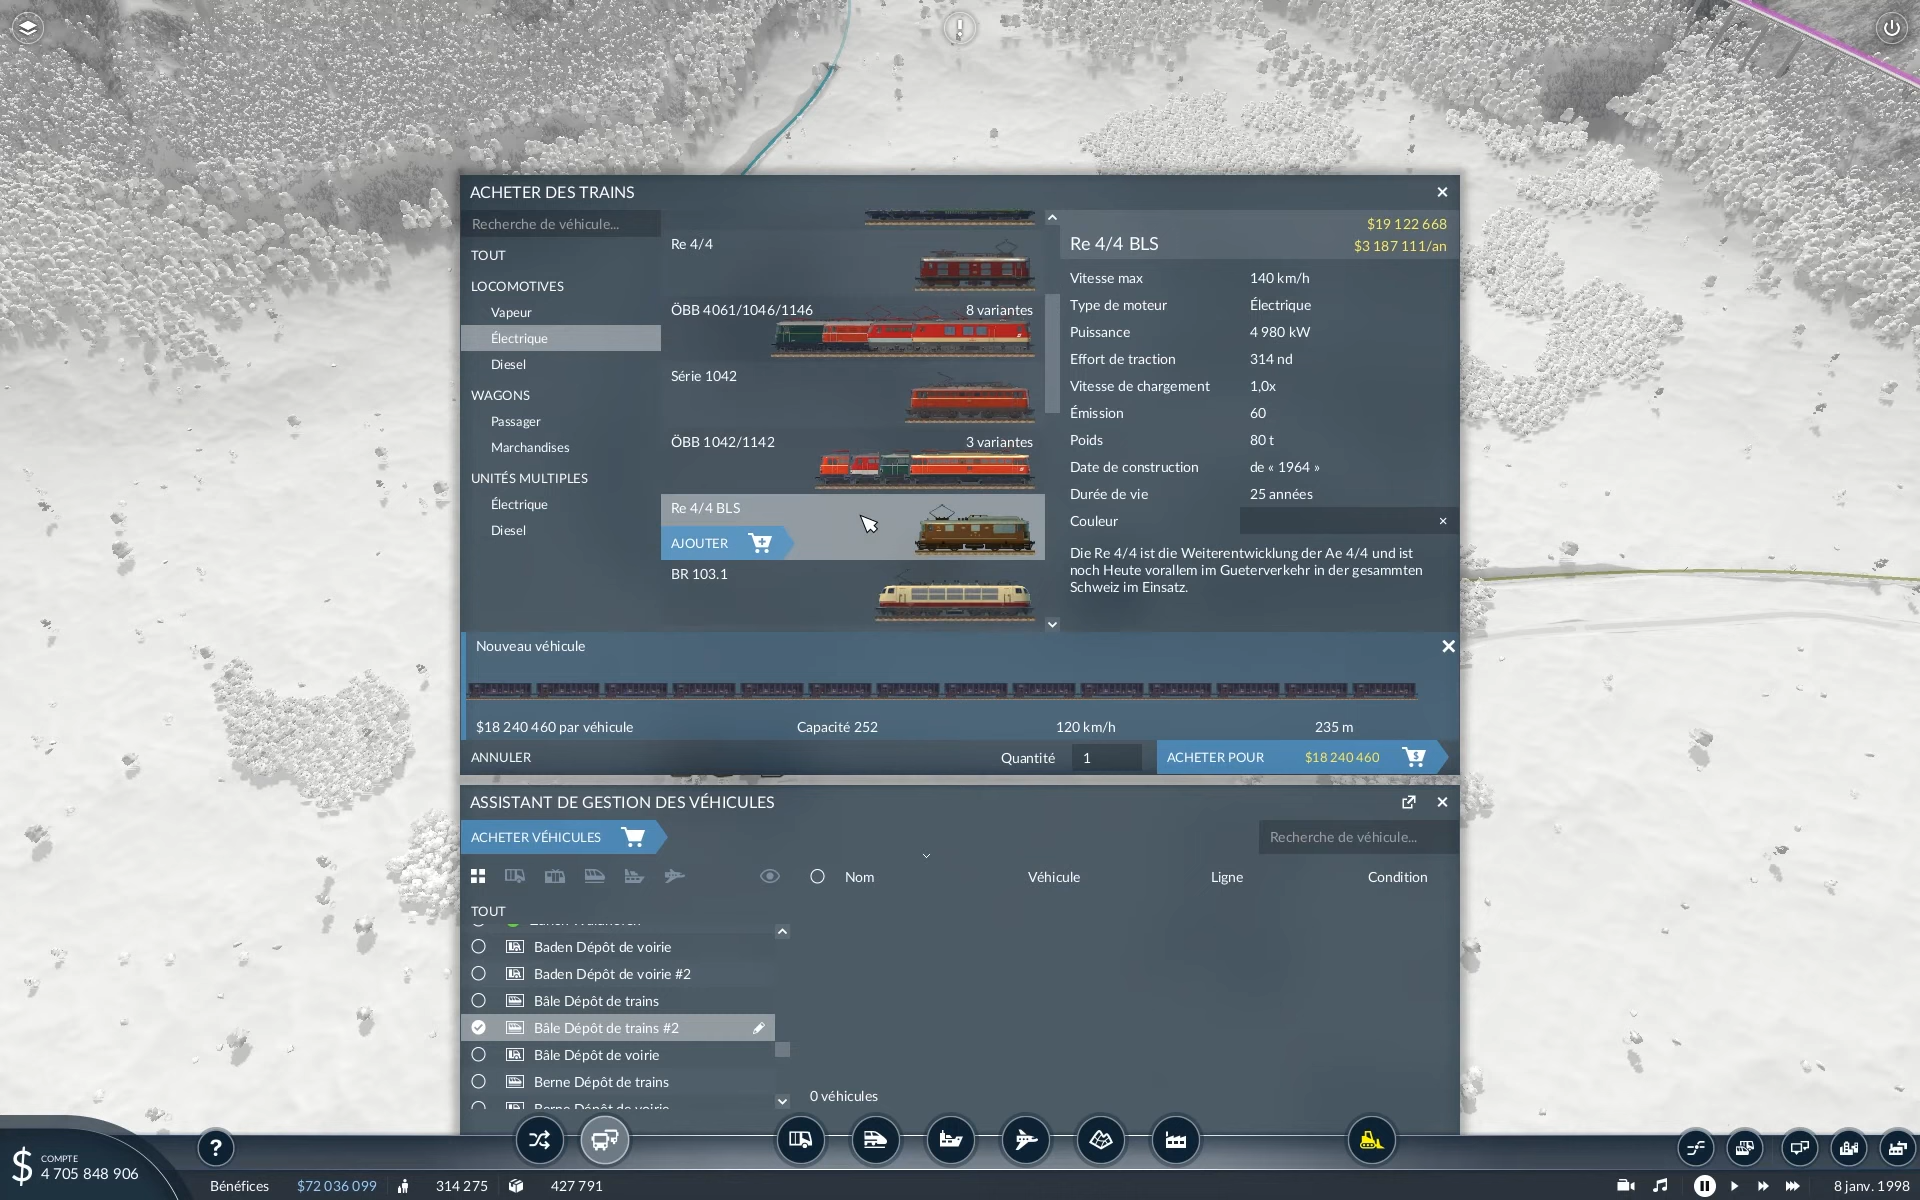 ACHETER DES TRAINS
Recherche de véhicule...
TOUT
LOCOMOTIVES
Vapeur
Électrique
Diesel
WAGONS
Passager
Marchandises
UNITÉS MULTIPLES
Électrique
Diesel
Re 4/4
ÖBB 4061/1046/1146 8 variantes
Série 1042
ÖBB 1042/1142 3 variantes
Re 4/4 BLS
AJOUTER
BR 103.1
$19 122 668
Re 4/4 BLS $3 187 111/an
Vitesse max 140 km/h
Type de moteur Électrique
Puissance 4 980 kW
Effort de traction 314 nd
Vitesse de chargement 1,0x
Émission 60
Poids 80 t
Date de construction de « 1964 »
Durée de vie 25 années
Couleur
Die Re 4/4 ist die Weiterentwicklung der Ae 4/4 und ist
noch Heute vorallem im Gueterverkehr in der gesammten
Schweiz im Einsatz.
Nouveau véhicule
$18 240 460 par véhicule Capacité 252 120 km/h 235 m
ANNULER Quantité 1 ACHETER POUR $18 240 460
ASSISTANT DE GESTION DES VÉHICULES
ACHETER VÉHICULES Recherche de véhicule...
Nom Véhicule Ligne Condition
TOUT
Baden Dépôt de voirie
Baden Dépôt de voirie #2
Bâle Dépôt de trains
Bâle Dépôt de trains #2
Bâle Dépôt de voirie
Berne Dépôt de trains
Berne Dépôt de voirie
0 véhicules
COMPTE
$ 4 705 848 906
?
Bénéfices $72 036 099 314 275 427 791 8 janv. 1998